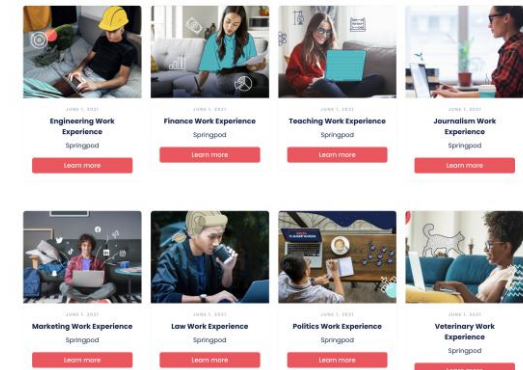 JUNE 1, 2021
Engineering Work
Experience
Springpod
Learn more
JUNE 1, 2021
Finance Work Experience
Springpod
Learn more
JUNE 1, 2021
Teaching Work Experience
Springpod
Learn more
JUNE 1, 2021
Journalism Work
Experience
Springpod
Learn more
JUNE 1, 2021
Marketing Work Experience
Springpod
Learn more
JUNE 1, 2021
Law Work Experience
Springpod
Learn more
JUNE 1, 2021
Politics Work Experience
Springpod
Learn more
JUNE 1, 2021
Veterinary Work
Experience
Springpod
Learn more